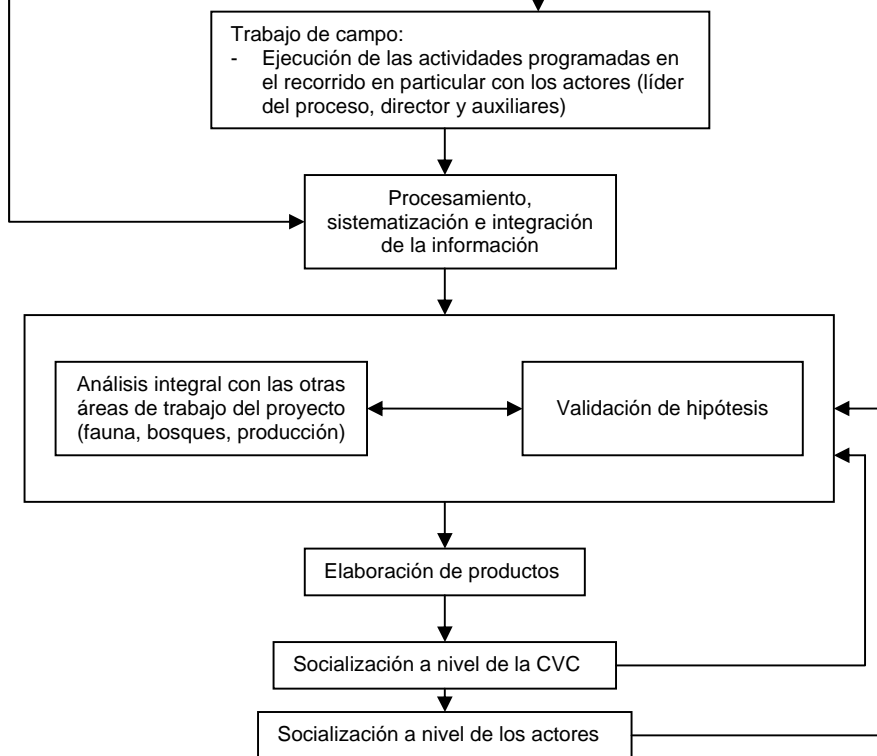 Trabajo de campo:
- Ejecución de las actividades programadas en
el recorrido en particular con los actores (líder
del proceso, director y auxiliares)
Procesamiento,
sistematización e integración
de la información
Análisis integral con las otras
áreas de trabajo del proyecto
(fauna, bosques, producción)
Validación de hipótesis
Elaboración de productos
Socialización a nivel de la CVC
Socialización a nivel de los actores